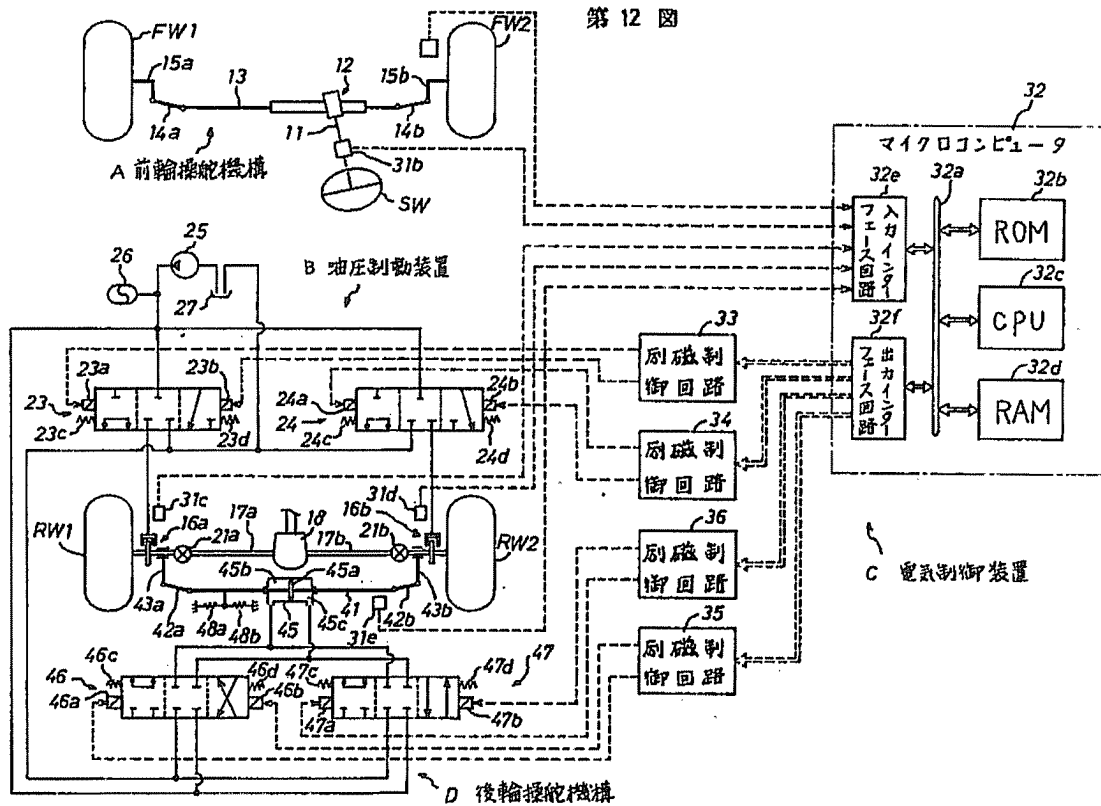 第12図
FW1
FW2
15a
13
12
15b
14a
11
14b
31b
A 前輪操舵機構
SW
32
マイクロコンピュータ
32e
32a
32b
入力インターフェース回路
ROM
32c
CPU
32f
出力インターフェース回路
32d
RAM
25
26
27
B 油圧制動装置
33
励磁制御回路
23a
23b
23
23c
23d
24a
24b
24
24c
24d
34
励磁制御回路
31c
31d
RW1
16a
17a
18
16b
21a
17b
21b
RW2
36
励磁制御回路
C 電気制御装置
45b
45a
43a
43b
42a
48a
48b
45
45c
41
31e
42b
35
励磁制御回路
46c
46
46a
46d
46b
47c
47a
47d
47
47b
D 後輪操舵機構